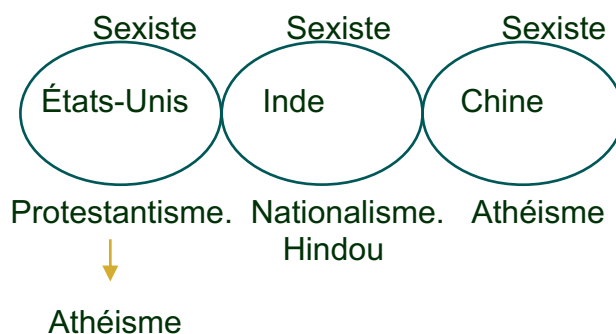 Sexiste Sexiste Sexiste
États-Unis Inde Chine
Protestantisme. Nationalisme. Athéisme
Hindou
Athéisme